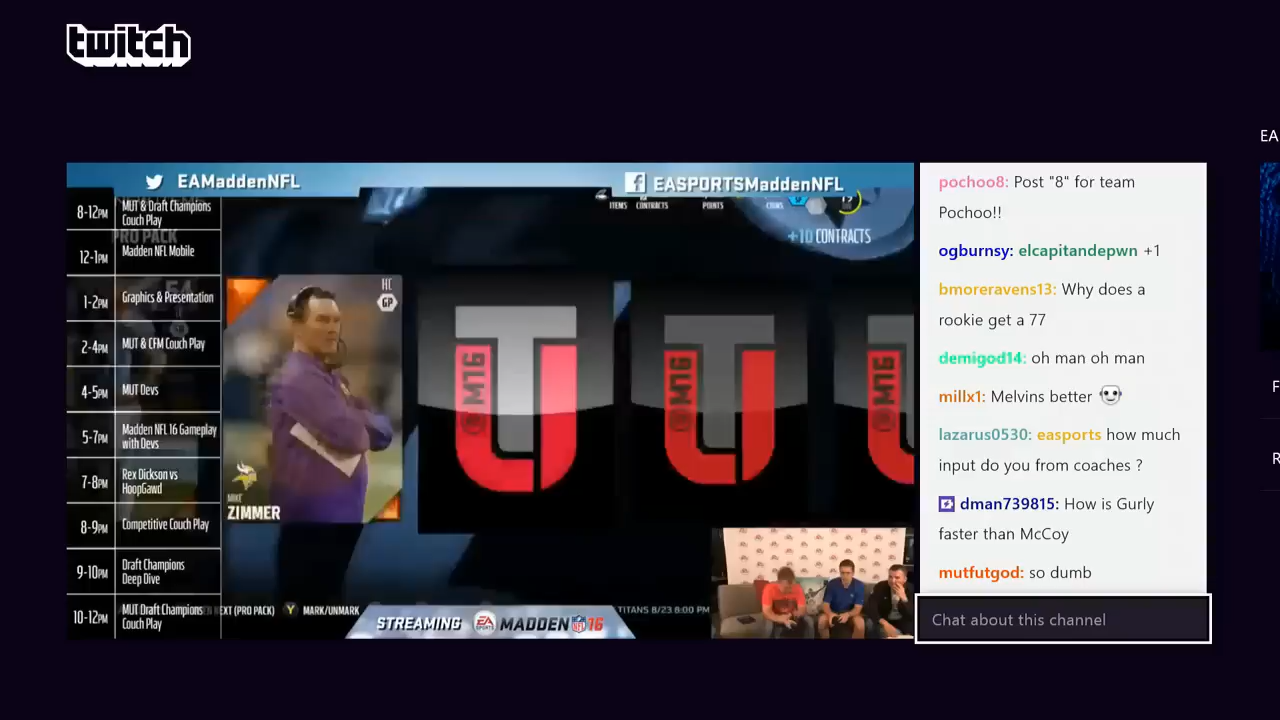 twitch
EA
EAMaddenNFL
EASPORTSMaddenNFL
8-12PM MUT & Draft Champions
Couch Play
12-1PM Madden NFL Mobile
1-2PM Graphics & Presentation
2-4PM MUT & CFM Couch Play
4-5PM MUT Devs
5-7PM Madden NFL 16 Gameplay
with Devs
7-8PM Rex Dickson vs
HoopGawd
8-9PM Competitive Couch Play
9-10PM Draft Champions
Deep Dive
10-12PM MUT Draft Champions
Couch Play
PRO PACK
ITEMS CONTRACTS POINTS COINS
+10 CONTRACTS
HC
GP
MIKE
ZIMMER
M16
M16
M16
NEXT (PRO PACK) Y MARK/UNMARK
TITANS 8/23 8:00 PM
STREAMING EA SPORTS MADDEN NFL 16
pochoo8: Post "8" for team
Pochoo!!
ogburnsy: elcapitandepwn +1
bmoreravens13: Why does a
rookie get a 77
demigod14: oh man oh man
millx1: Melvins better
lazarus0530: easports how much
input do you from coaches ?
dman739815: How is Gurly
faster than McCoy
mutfutgod: so dumb
Chat about this channel
F
R